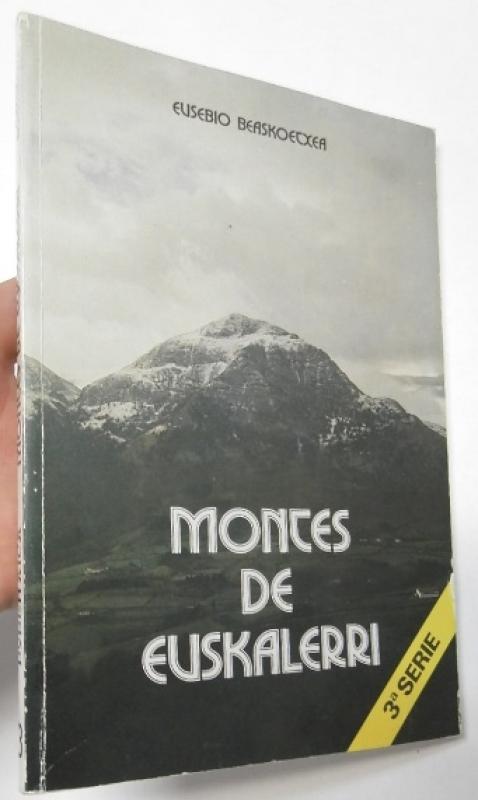 EUSEBIO BEASKOETXEA
MONTES
DE
EUSKALERRI
3ª SERIE